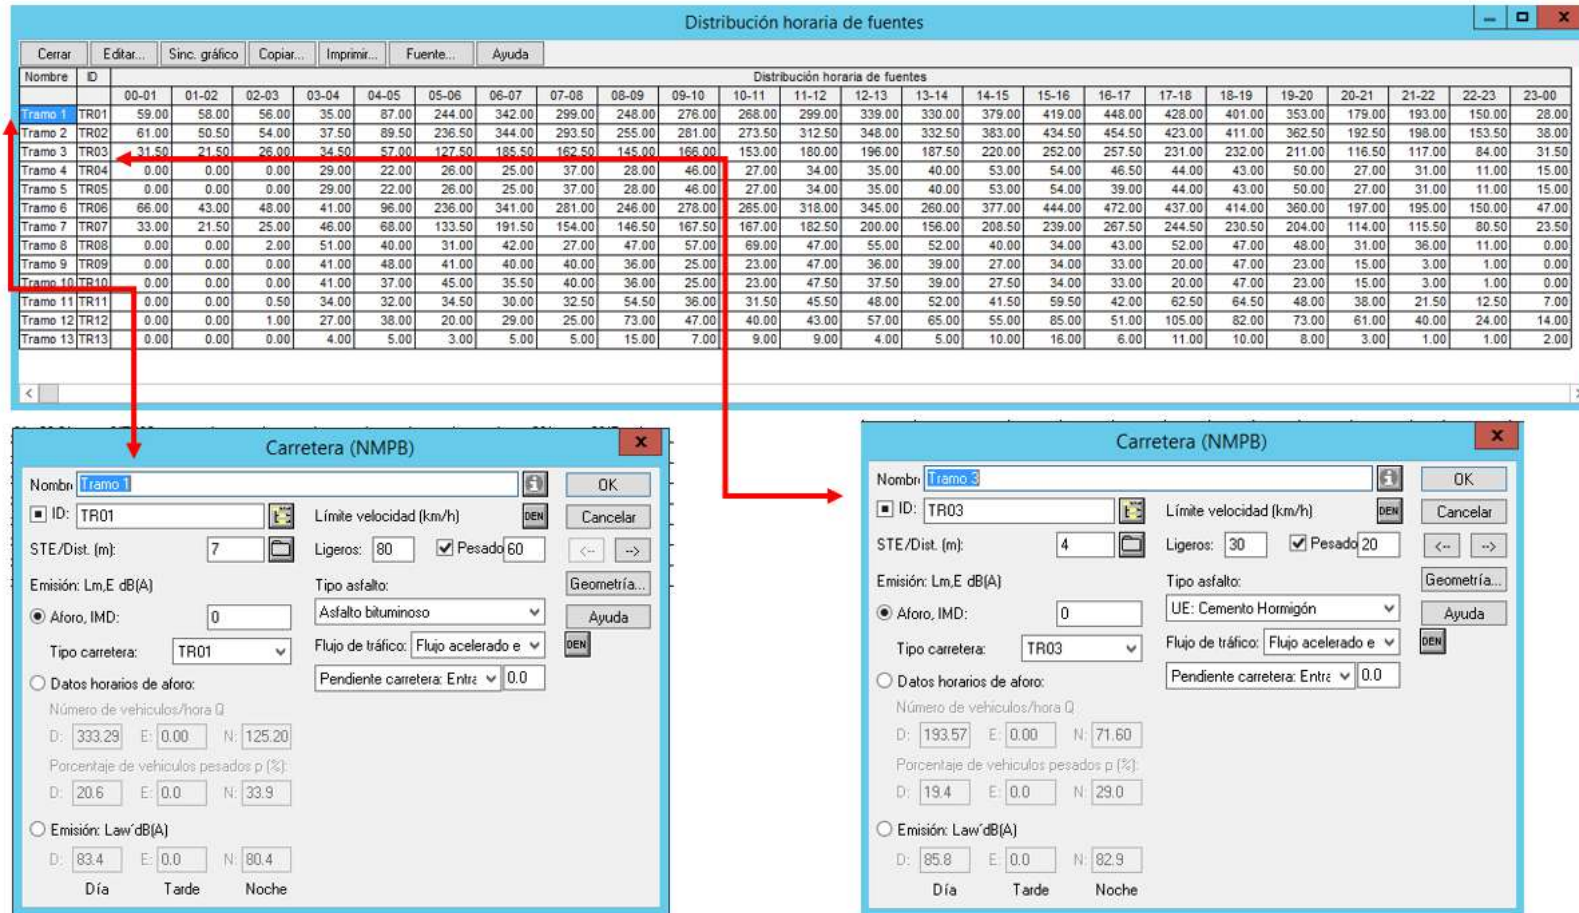 Distribución horaria de fuentes
Cerrar Editar... Sinc. gráfico Copiar... Imprimir... Fuente... Ayuda
Nombre ID Distribución horaria de fuentes
00-01 01-02 02-03 03-04 04-05 05-06 06-07 07-08 08-09 09-10 10-11 11-12 12-13 13-14 14-15 15-16 16-17 17-18 18-19 19-20 20-21 21-22 22-23 23-00
Tramo 1 TR01 59.00 58.00 56.00 35.00 87.00 244.00 342.00 299.00 248.00 276.00 268.00 299.00 339.00 330.00 379.00 419.00 448.00 428.00 401.00 353.00 179.00 193.00 150.00 28.00
Tramo 2 TR02 61.00 50.50 54.00 37.50 89.50 236.50 344.00 293.50 255.00 281.00 273.50 312.50 348.00 332.50 383.00 434.50 454.50 423.00 411.00 362.50 192.50 198.00 153.50 38.00
Tramo 3 TR03 31.50 21.50 26.00 34.50 57.00 127.50 185.50 162.50 145.00 166.00 153.00 180.00 196.00 187.50 220.00 252.00 257.50 231.00 232.00 211.00 116.50 117.00 84.00 31.50
Tramo 4 TR04 0.00 0.00 0.00 29.00 22.00 26.00 25.00 37.00 28.00 46.00 27.00 34.00 35.00 40.00 53.00 54.00 46.50 44.00 43.00 50.00 27.00 31.00 11.00 15.00
Tramo 5 TR05 0.00 0.00 0.00 29.00 22.00 26.00 25.00 37.00 28.00 46.00 27.00 34.00 35.00 40.00 53.00 54.00 39.00 44.00 43.00 50.00 27.00 31.00 11.00 15.00
Tramo 6 TR06 66.00 43.00 48.00 41.00 96.00 236.00 341.00 281.00 246.00 278.00 265.00 318.00 345.00 260.00 377.00 444.00 472.00 437.00 414.00 360.00 197.00 195.00 150.00 47.00
Tramo 7 TR07 33.00 21.50 25.00 46.00 68.00 133.50 191.50 154.00 146.50 167.50 167.00 182.50 200.00 156.00 208.50 239.00 267.50 244.50 230.50 204.00 114.00 115.50 80.50 23.50
Tramo 8 TR08 0.00 0.00 2.00 51.00 40.00 31.00 42.00 27.00 47.00 57.00 69.00 47.00 55.00 52.00 40.00 34.00 43.00 52.00 47.00 48.00 31.00 36.00 11.00 0.00
Tramo 9 TR09 0.00 0.00 0.00 41.00 48.00 41.00 40.00 40.00 36.00 25.00 23.00 47.00 36.00 39.00 27.00 34.00 33.00 20.00 47.00 23.00 15.00 3.00 1.00 0.00
Tramo 10 TR10 0.00 0.00 0.00 41.00 37.00 45.00 35.50 40.00 36.00 25.00 23.00 47.50 37.50 39.00 27.50 34.00 33.00 20.00 47.00 23.00 15.00 3.00 1.00 0.00
Tramo 11 TR11 0.00 0.00 0.50 34.00 32.00 34.50 30.00 32.50 54.50 36.00 31.50 45.50 48.00 52.00 41.50 59.50 42.00 62.50 64.50 48.00 38.00 21.50 12.50 7.00
Tramo 12 TR12 0.00 0.00 1.00 27.00 38.00 20.00 29.00 25.00 73.00 47.00 40.00 43.00 57.00 65.00 55.00 85.00 51.00 105.00 82.00 73.00 61.00 40.00 24.00 14.00
Tramo 13 TR13 0.00 0.00 0.00 4.00 5.00 3.00 5.00 5.00 15.00 7.00 9.00 9.00 4.00 5.00 10.00 16.00 6.00 11.00 10.00 8.00 3.00 1.00 1.00 2.00
Carretera (NMPB)
Nombr Tramo 1 OK
ID: TR01 Límite velocidad (km/h) DEN Cancelar
STE/Dist. (m): 7 Ligeros: 80 Pesado 60 <-- -->
Emisión: Lm,E dB(A) Tipo asfalto: Geometría...
Aforo, IMD: 0 Asfalto bituminoso Ayuda
Tipo carretera: TR01 Flujo de tráfico: Flujo acelerado e DEN
Datos horarios de aforo: Pendiente carretera: Entra 0.0
Número de vehiculos/hora Q
D: 333.29 E: 0.00 N: 125.20
Porcentaje de vehiculos pesados p (%):
D: 20.6 E: 0.0 N: 33.9
Emisión: Law´dB(A)
D: 83.4 E: 0.0 N: 80.4
Día Tarde Noche
Carretera (NMPB)
Nombr Tramo 3 OK
ID: TR03 Límite velocidad (km/h) DEN Cancelar
STE/Dist. (m): 4 Ligeros: 30 Pesado 20 <-- -->
Emisión: Lm,E dB(A) Tipo asfalto: Geometría...
Aforo, IMD: 0 UE: Cemento Hormigón Ayuda
Tipo carretera: TR03 Flujo de tráfico: Flujo acelerado e DEN
Datos horarios de aforo: Pendiente carretera: Entra 0.0
Número de vehiculos/hora Q
D: 193.57 E: 0.00 N: 71.60
Porcentaje de vehiculos pesados p (%):
D: 19.4 E: 0.0 N: 29.0
Emisión: Law´dB(A)
D: 85.8 E: 0.0 N: 82.9
Día Tarde Noche